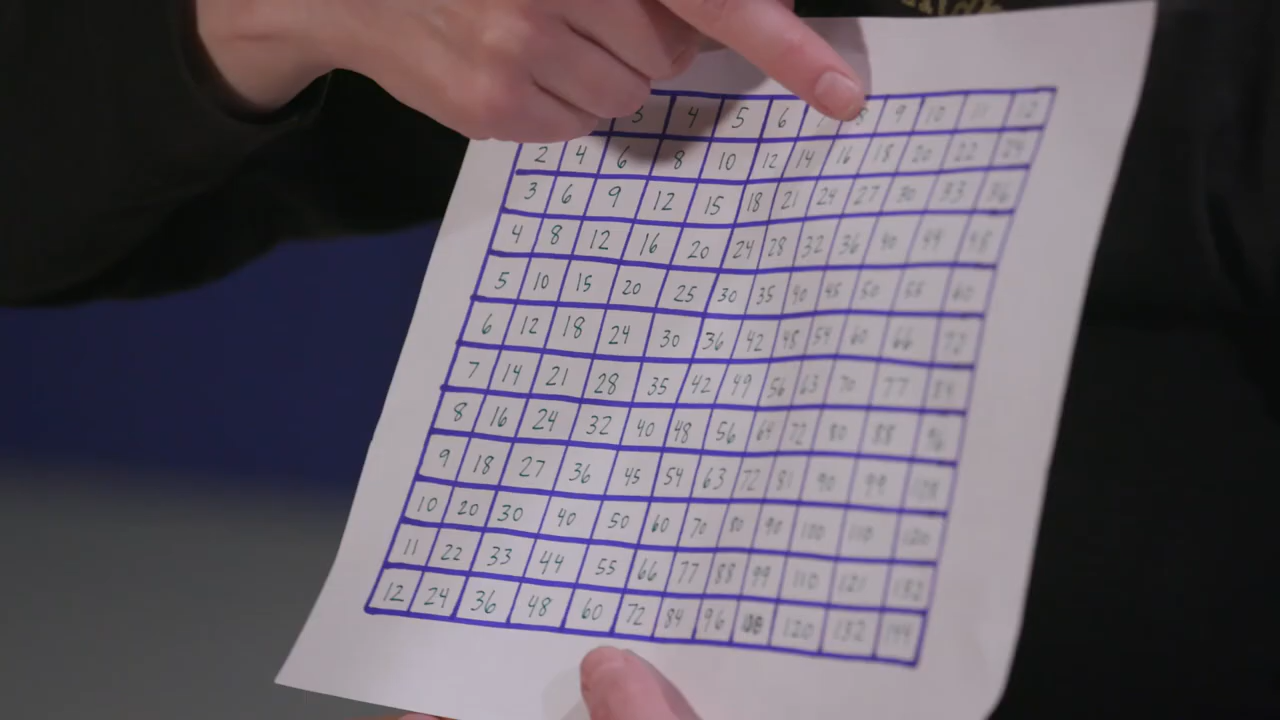 3 4 5 6 7 8 9 10 11 12
2 4 6 8 10 12 14 16 18 20 22 24
3 6 9 12 15 18 21 24 27 30 33 36
4 8 12 16 20 24 28 32 36 40 44 48
5 10 15 20 25 30 35 40 45 50 55 60
6 12 18 24 30 36 42 48 54 60 66 72
7 14 21 28 35 42 49 56 63 70 77 84
8 16 24 32 40 48 56 64 72 80 88 96
9 18 27 36 45 54 63 72 81 90 99 108
10 20 30 40 50 60 70 80 90 100 110 120
11 22 33 44 55 66 77 88 99 110 121 132
12 24 36 48 60 72 84 96 108 120 132 144